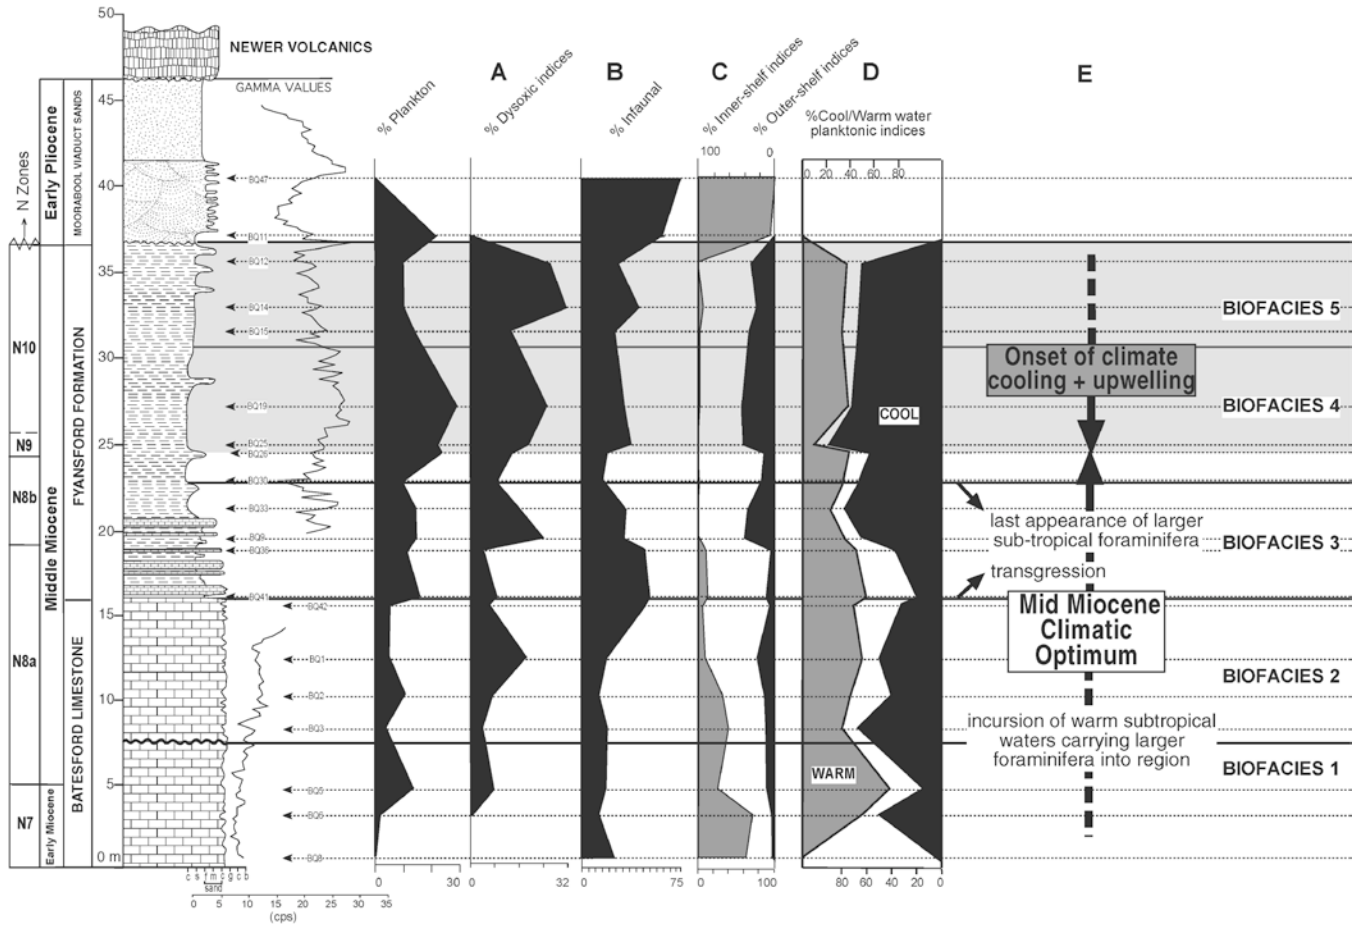 50
NEWER VOLCANICS
A
B
C
D
E
GAMMA VALUES
% Plankton
% Dysoxic indices
% Infaunal
% Inner-shelf indices
% Outer-shelf indices
%Cool/Warm water
planktonic indices
100
0
0 20 40 80
N Zones
Early Pliocene
MOORABOOL VIADUCT SANDS
45
40
BQ47
BQ11
35
BQ12
BQ14
BIOFACIES 5
BQ15
N10
FYANSFORD FORMATION
30
Onset of climate
cooling + upwelling
BQ19
COOL
BIOFACIES 4
N9
25
BQ25
BQ26
N8b
BQ30
Middle Miocene
BQ33
last appearance of larger
sub-tropical foraminifera
20
BQ9
BIOFACIES 3
transgression
BQ41
BQ42
15
Mid Miocene
Climatic
Optimum
N8a
BATESFORD LIMESTONE
BQ1
BIOFACIES 2
10
BQ2
BQ3
incursion of warm subtropical
waters carrying larger
foraminifera into region
WARM
BIOFACIES 1
5
BQ5
N7
Early Miocene
0 m
0 30
0 32
0 75
0 100
80 60 40 20 0
sand
0 5 10 15 20 25 30 35
(cps)